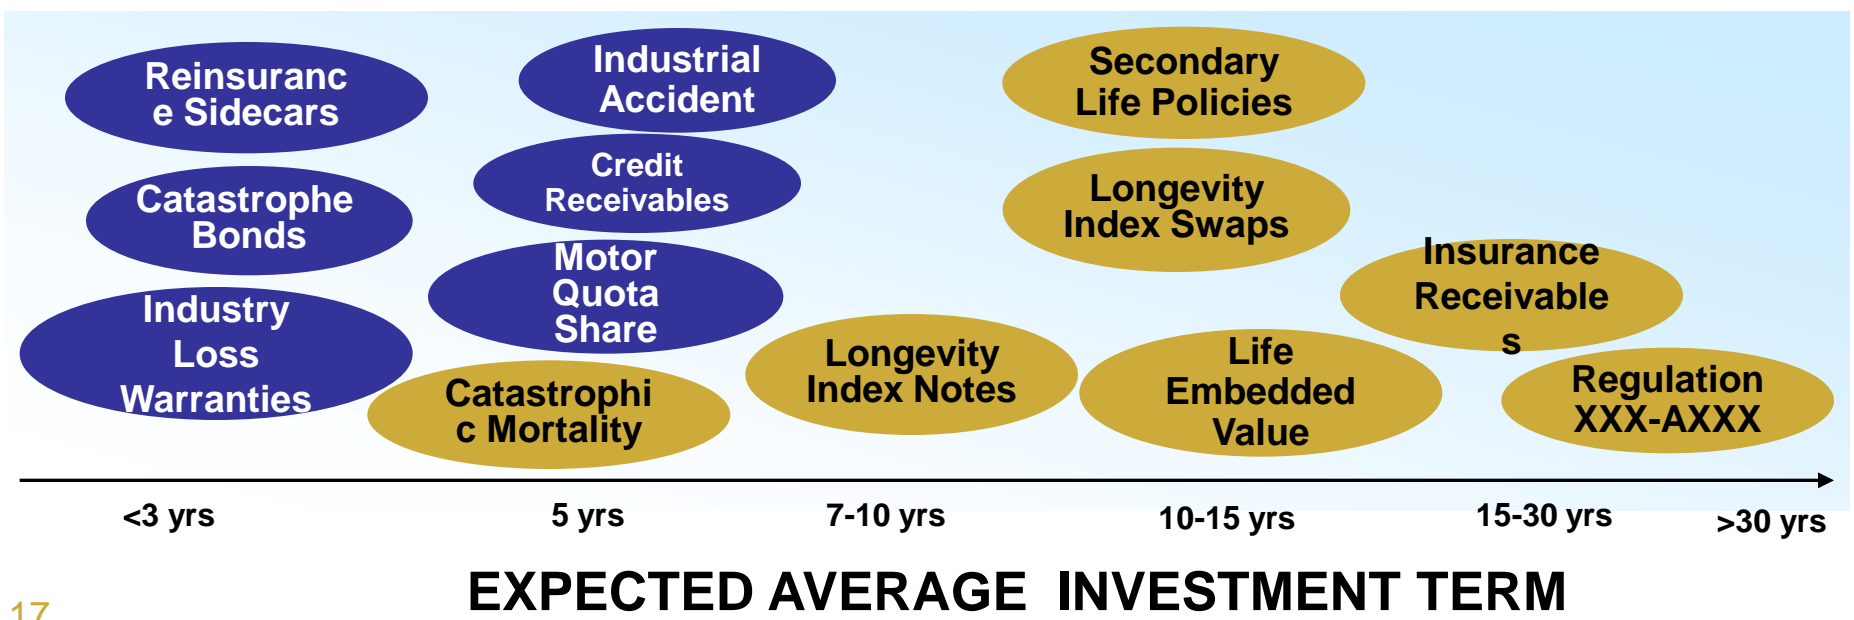 Reinsuranc
e Sidecars
Catastrophe
Bonds
Industry
Loss
Warranties
Industrial
Accident
Credit
Receivables
Motor
Quota
Share
Catastrophi
c Mortality
Longevity
Index Notes
Secondary
Life Policies
Longevity
Index Swaps
Life
Embedded
Value
Insurance
Receivable
s
Regulation
XXX-AXXX
<3 yrs
5 yrs
7-10 yrs
10-15 yrs
15-30 yrs
>30 yrs
EXPECTED AVERAGE INVESTMENT TERM
17